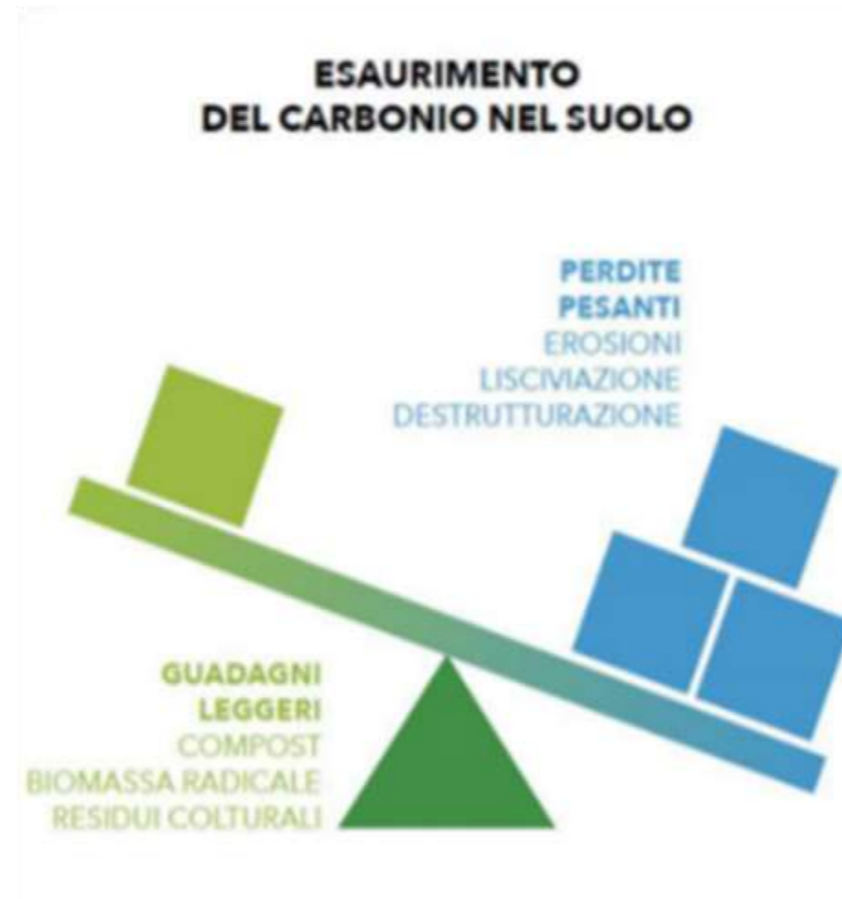 ESAURIMENTO
DEL CARBONIO NEL SUOLO
PERDITE
PESANTI
EROSIONI
LISCIVIAZIONE
DESTRUTTURAZIONE
GUADAGNI
LEGGERI
COMPOST
BIOMASSA RADICALE
RESIDUI COLTURALI